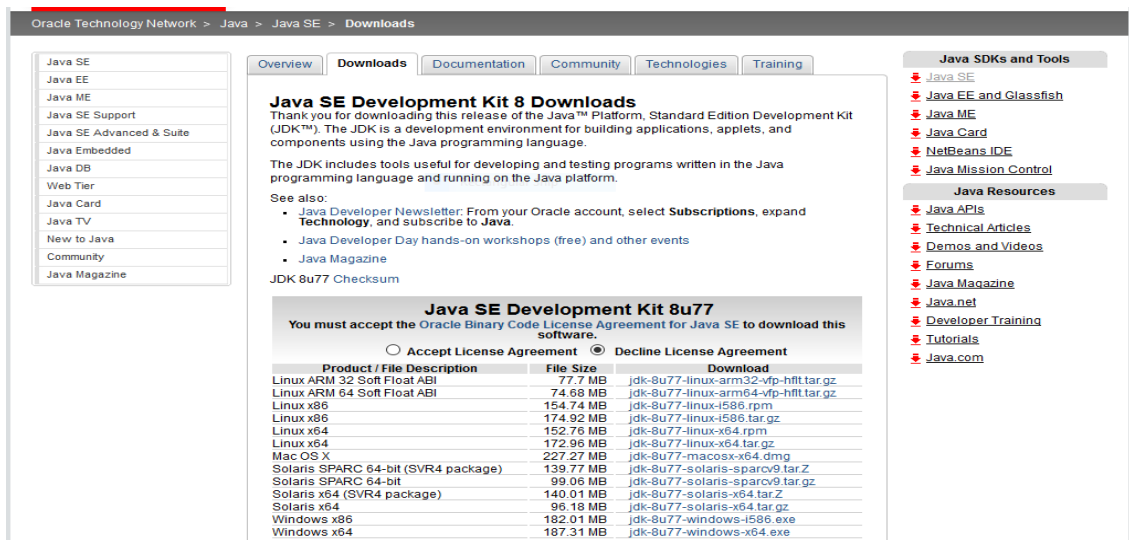 Oracle Technology Network > Java > Java SE > Downloads
Java SE
Java EE
Java ME
Java SE Support
Java SE Advanced & Suite
Java Embedded
Java DB
Web Tier
Java Card
Java TV
New to Java
Community
Java Magazine
Overview Downloads Documentation Community Technologies Training
Java SE Development Kit 8 Downloads
Thank you for downloading this release of the Java™ Platform, Standard Edition Development Kit
(JDK™). The JDK is a development environment for building applications, applets, and
components using the Java programming language.
The JDK includes tools useful for developing and testing programs written in the Java
programming language and running on the Java platform.
See also:
Java Developer Newsletter: From your Oracle account, select Subscriptions, expand
Technology, and subscribe to Java.
Java Developer Day hands-on workshops (free) and other events
Java Magazine
JDK 8u77 Checksum
Java SE Development Kit 8u77
You must accept the Oracle Binary Code License Agreement for Java SE to download this
software.
Accept License Agreement Decline License Agreement
Product / File Description File Size Download
Linux ARM 32 Soft Float ABI 77.7 MB jdk-8u77-linux-arm32-vfp-hflt.tar.gz
Linux ARM 64 Soft Float ABI 74.68 MB jdk-8u77-linux-arm64-vfp-hflt.tar.gz
Linux x86 154.74 MB jdk-8u77-linux-i586.rpm
Linux x86 174.92 MB jdk-8u77-linux-i586.tar.gz
Linux x64 152.76 MB jdk-8u77-linux-x64.rpm
Linux x64 172.96 MB jdk-8u77-linux-x64.tar.gz
Mac OS X 227.27 MB jdk-8u77-macosx-x64.dmg
Solaris SPARC 64-bit (SVR4 package) 139.77 MB jdk-8u77-solaris-sparcv9.tar.Z
Solaris SPARC 64-bit 99.06 MB jdk-8u77-solaris-sparcv9.tar.gz
Solaris x64 (SVR4 package) 140.01 MB jdk-8u77-solaris-x64.tar.Z
Solaris x64 96.18 MB jdk-8u77-solaris-x64.tar.gz
Windows x86 182.01 MB jdk-8u77-windows-i586.exe
Windows x64 187.31 MB jdk-8u77-windows-x64.exe
Java SDKs and Tools
Java SE
Java EE and Glassfish
Java ME
Java Card
NetBeans IDE
Java Mission Control
Java Resources
Java APIs
Technical Articles
Demos and Videos
Forums
Java Magazine
Java.net
Developer Training
Tutorials
Java.com